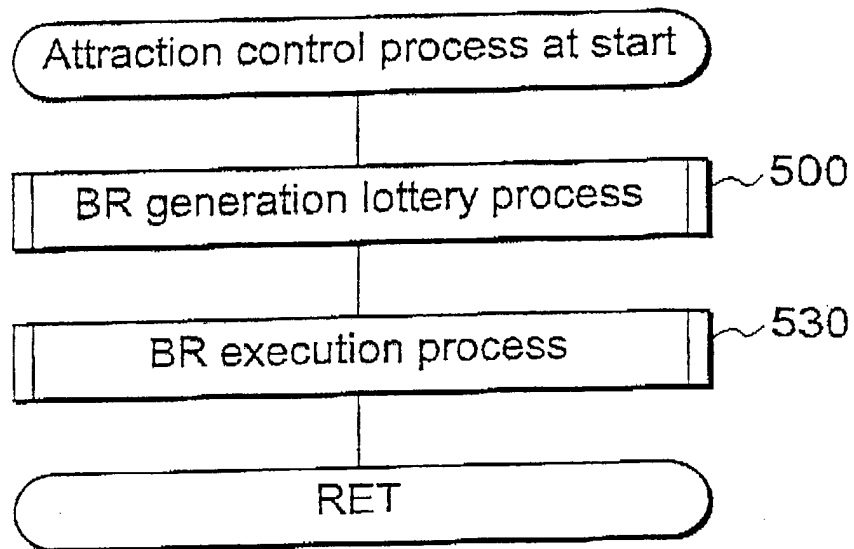 Attraction control process at start
BR generation lottery process
500
BR execution process
530
RET